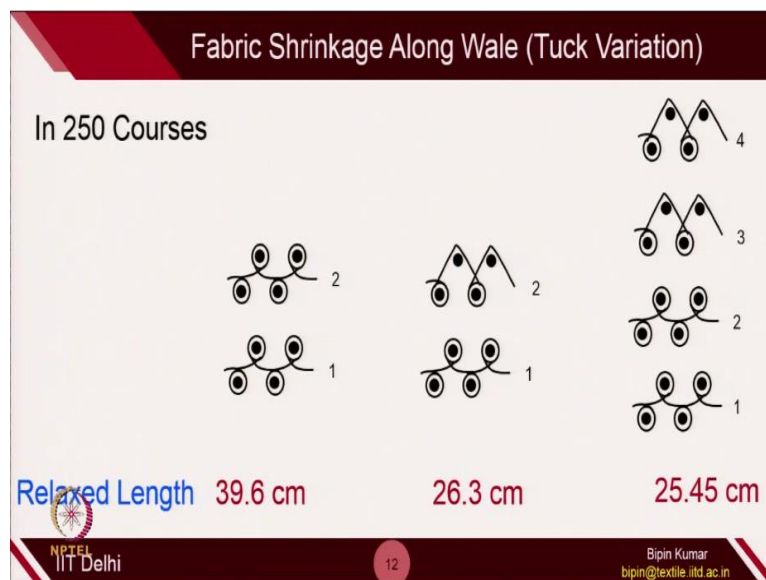 Fabric Shrinkage Along Wale (Tuck Variation)
In 250 Courses
4
3
2
2
2
1
1
1
Relaxed Length 39.6 cm 26.3 cm 25.45 cm
NPTEL
IIT Delhi
12
Bipin Kumar
bipin@textile.iitd.ac.in